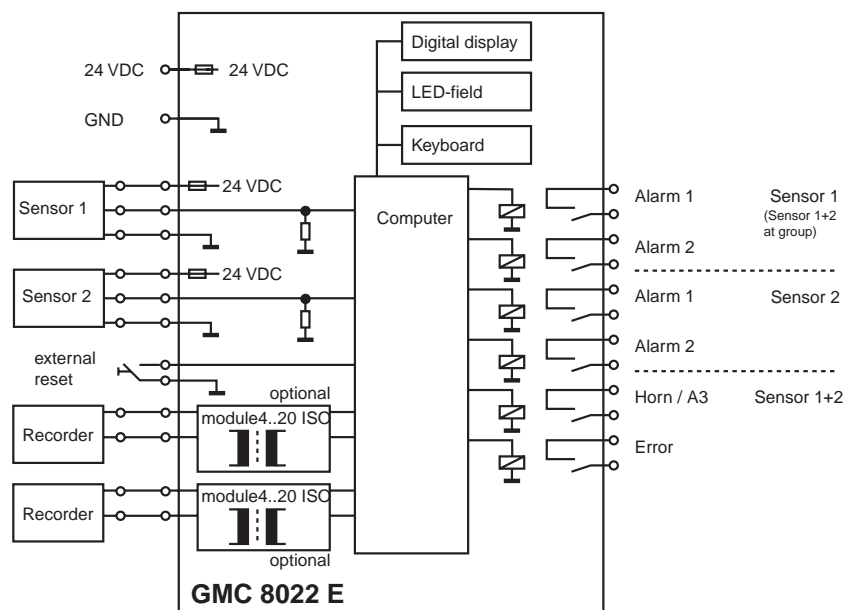 Digital display
24 VDC
24 VDC
LED-field
GND
Keyboard
24 VDC
Sensor 1
Computer
Alarm 1
Sensor 1
(Sensor 1+2
at group)
Alarm 2
24 VDC
Sensor 2
Alarm 1
Sensor 2
external
reset
Alarm 2
optional
Horn / A3
Sensor 1+2
Recorder
module4..20 ISO
Error
Recorder
module4..20 ISO
optional
GMC 8022 E